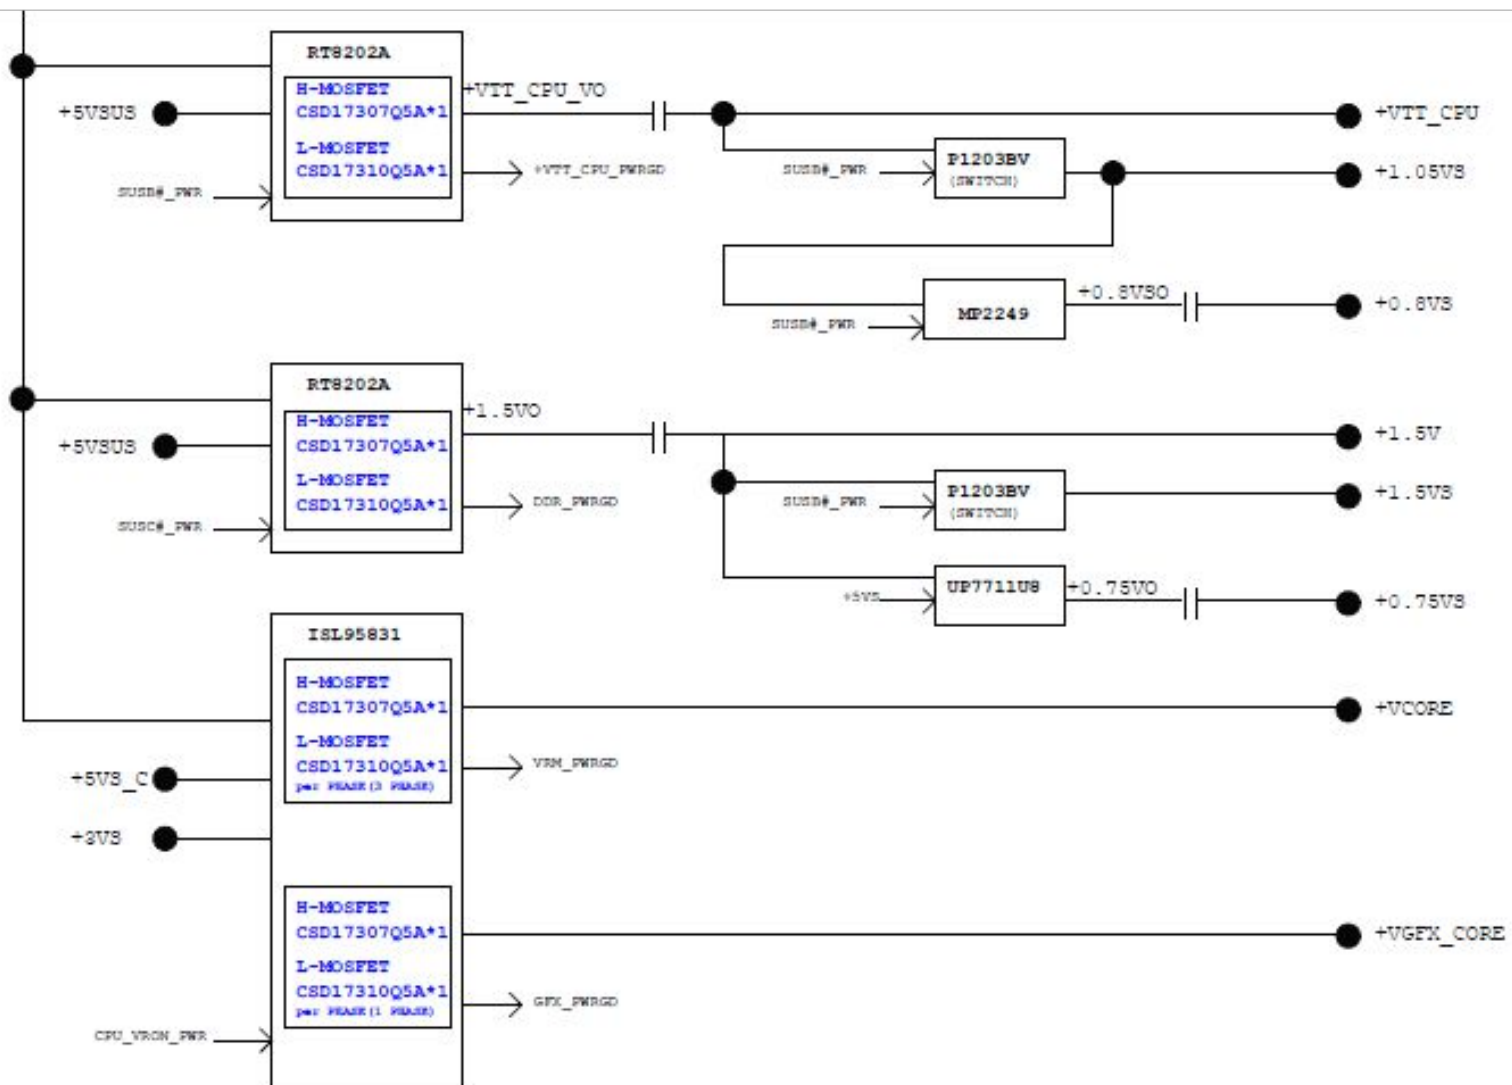 RT8202A
H-MOSFET
+VTT_CPU_VO
+5VSUS
CSD17307Q5A*1
+VTT_CPU
L-MOSFET
P1203BV
CSD17310Q5A*1
+VTT_CPU_PWRGD
SUSB#_PWR
(SWITCH)
+1.05VS
SUSB#_PWR
+0.8VSO
+0.8VS
MP2249
SUSB#_PWR
RT8202A
+1.5VO
H-MOSFET
+5VSUS
CSD17307Q5A*1
+1.5V
L-MOSFET
P1203BV
+1.5VS
CSD17310Q5A*1
DDR_PWRGD
SUSB#_PWR
(SWITCH)
SUSC#_PWR
UP7711U8
+0.75VO
+5VS
+0.75VS
ISL95831
H-MOSFET
CSD17307Q5A*1
+VCORE
L-MOSFET
CSD17310Q5A*1
VRM_PWRGD
+5VS_C
per PHASE(3 PHASE)
+3VS
H-MOSFET
CSD17307Q5A*1
+VGFX_CORE
L-MOSFET
CSD17310Q5A*1
GFX_PWRGD
per PHASE(1 PHASE)
CPU_VRON_PWR